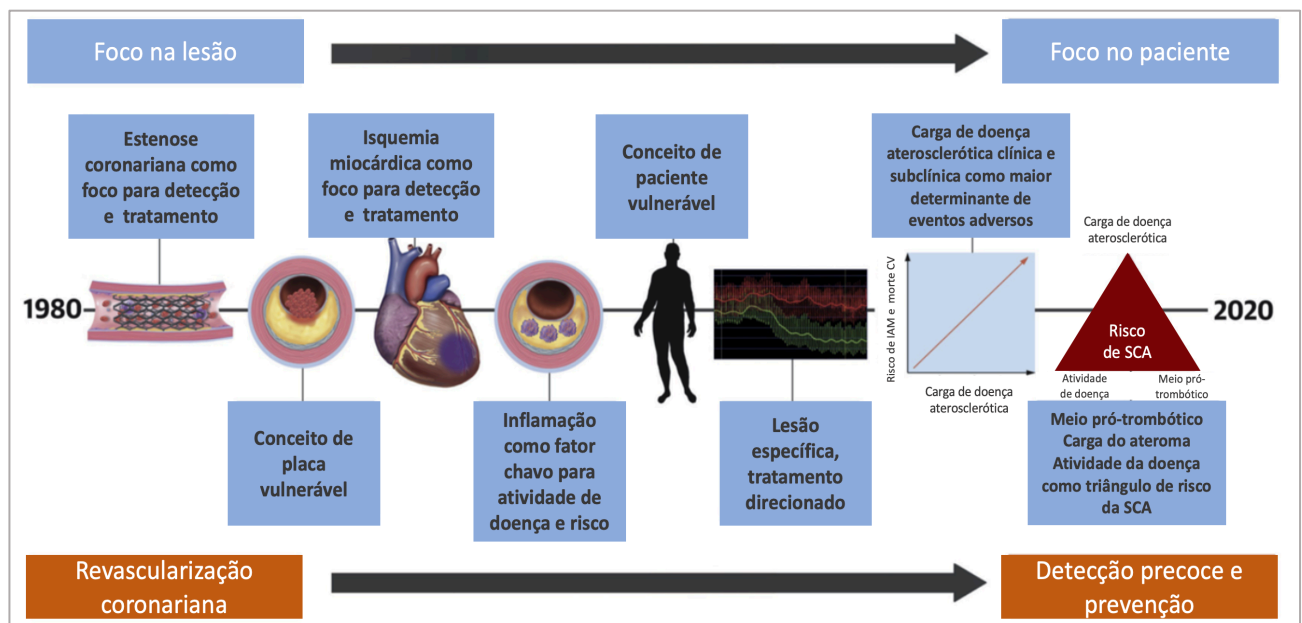 Foco na lesão
Foco no paciente
Estenose
coronariana como
foco para detecção
e tratamento
Isquemia
miocárdica como
foco para detecção
e tratamento
Conceito de
paciente
vulnerável
Carga de doença
aterosclerótica clínica e
subclínica como maior
determinante de
eventos adversos
Carga de doença
aterosclerótica
1980
2020
Risco de IAM e morte CV
Carga de doença
aterosclerótica
Risco
de SCA
Atividade
de doença
Meio pró-
trombótico
Conceito de
placa
vulnerável
Inflamação
como fator
chavo para
atividade de
doença e risco
Lesão
específica,
tratamento
direcionado
Meio pró-trombótico
Carga do ateroma
Atividade da doença
como triângulo de risco
da SCA
Revascularização
coronariana
Detecção precoce e
prevenção